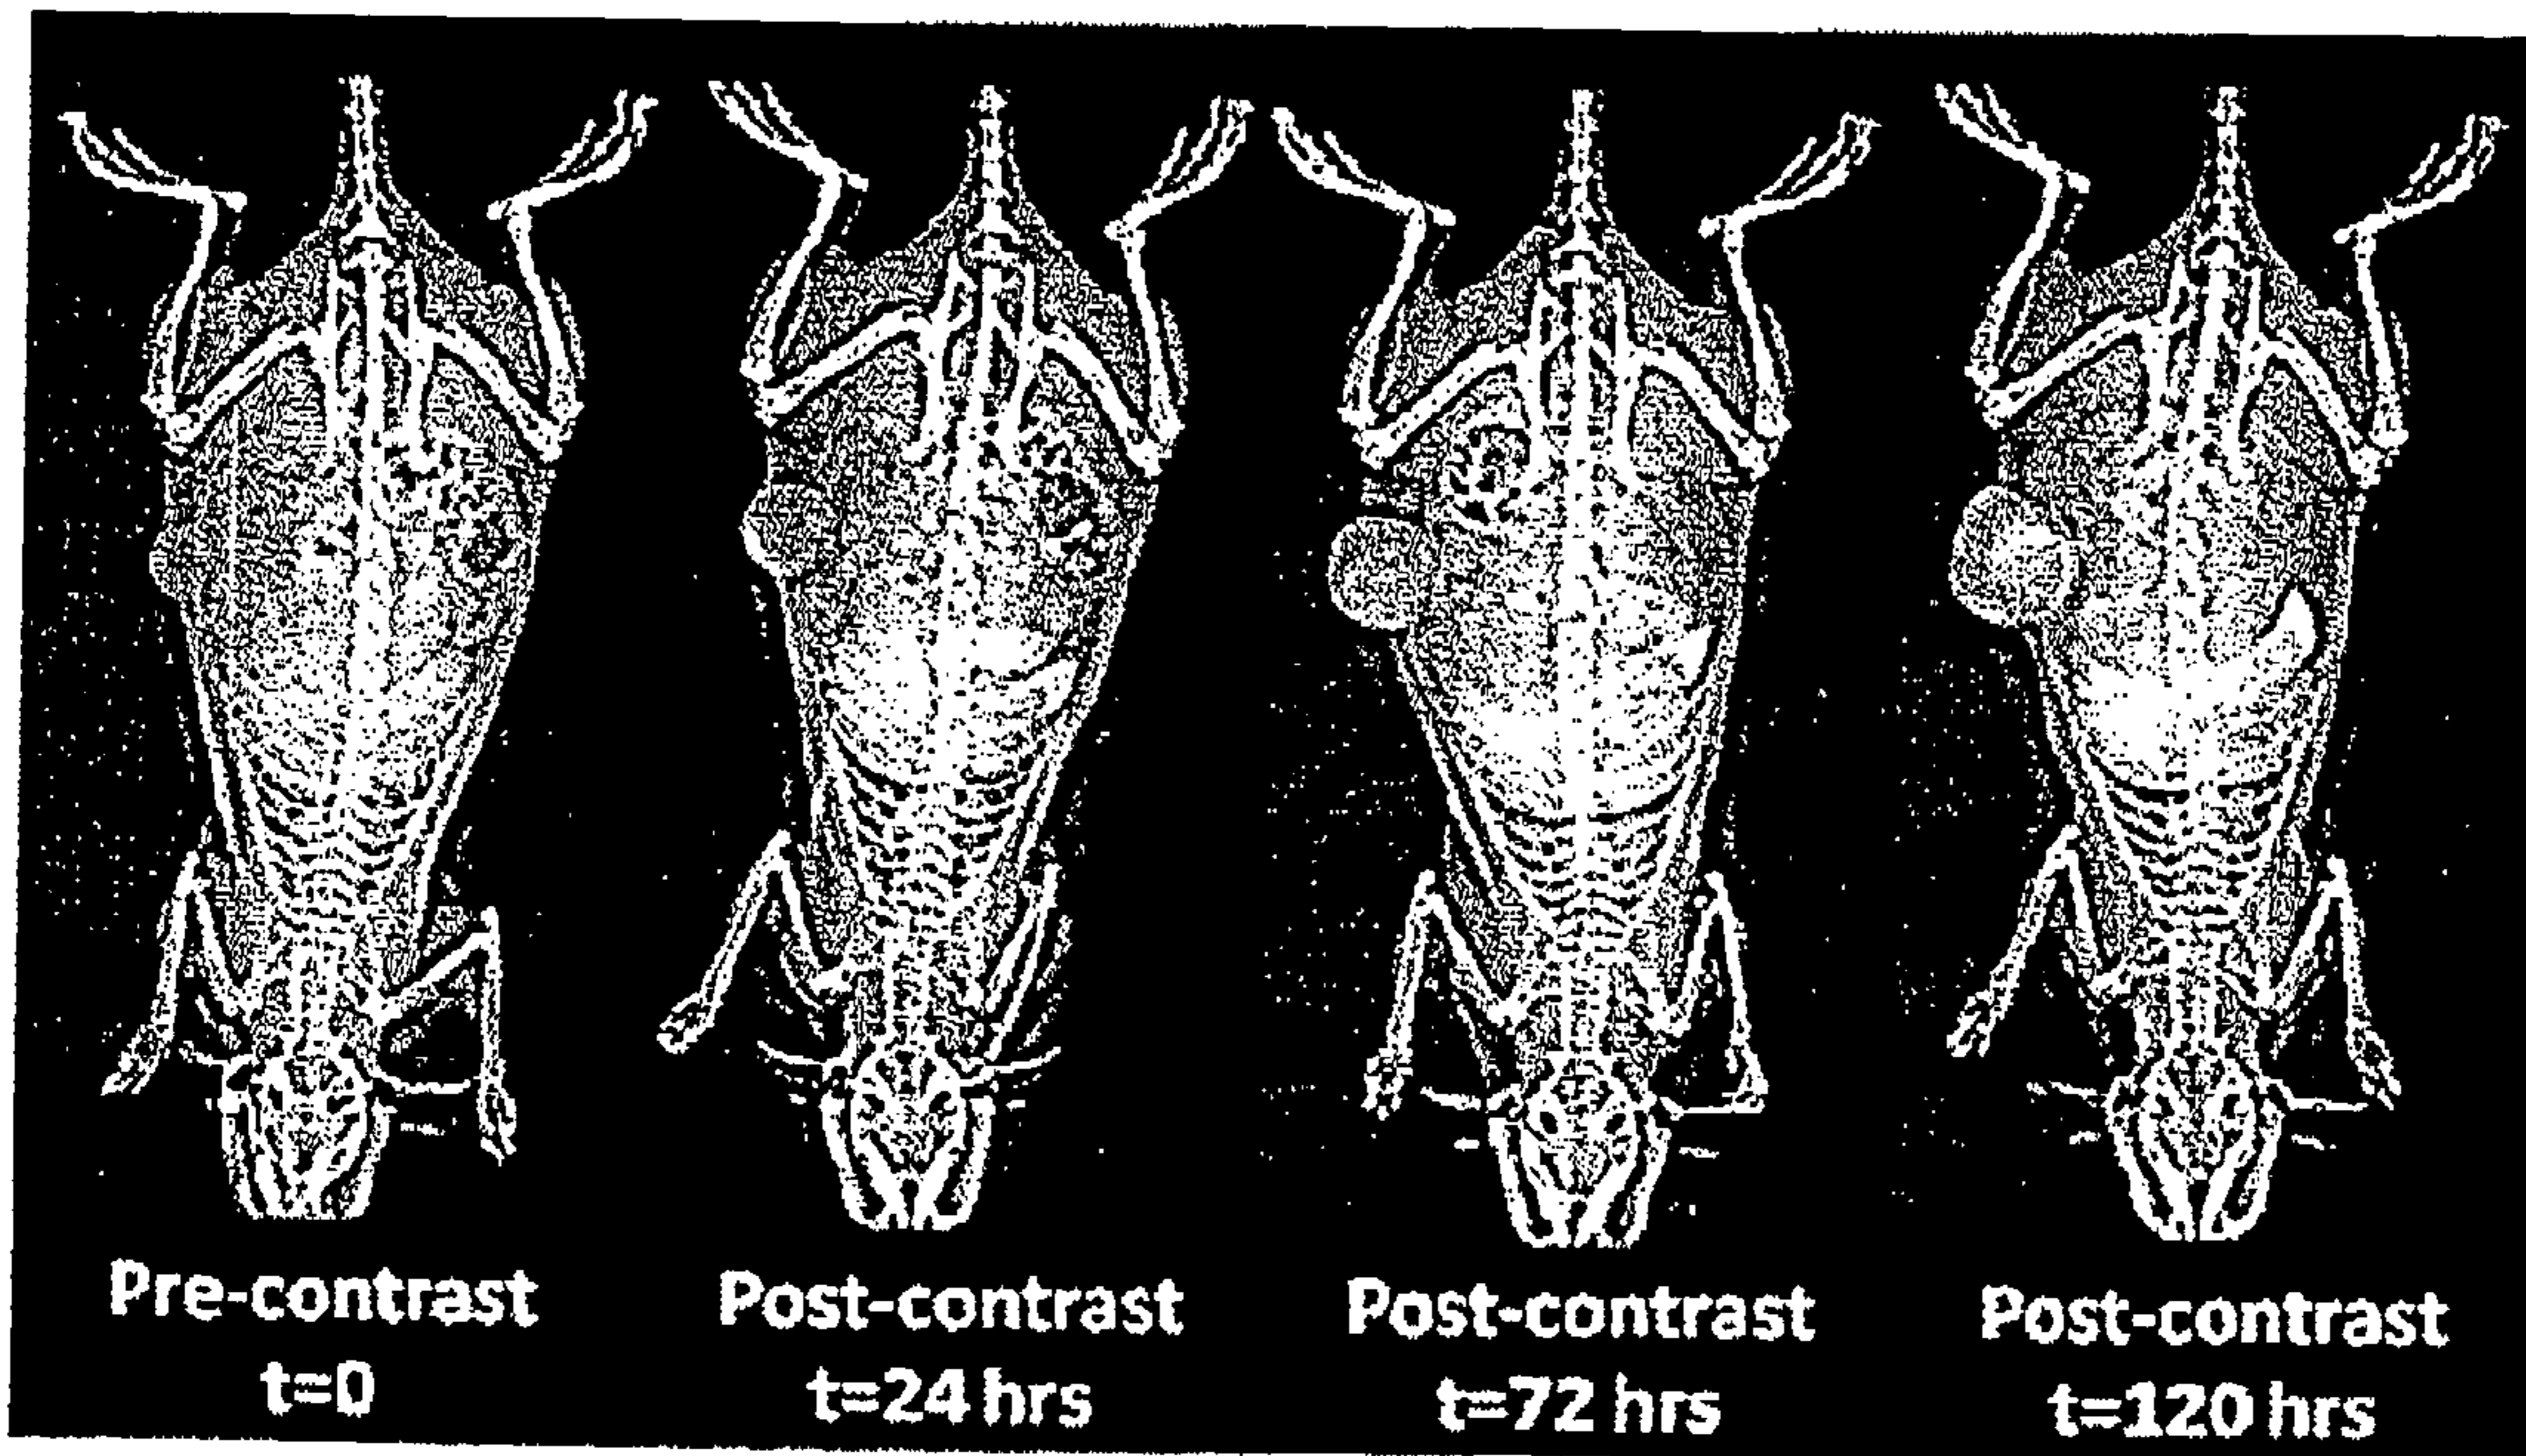 Pre-contrast
t=0
Post-contrast
t=24 hrs
Post-contrast
t=72 hrs
Post-contrast
t=120 hrs